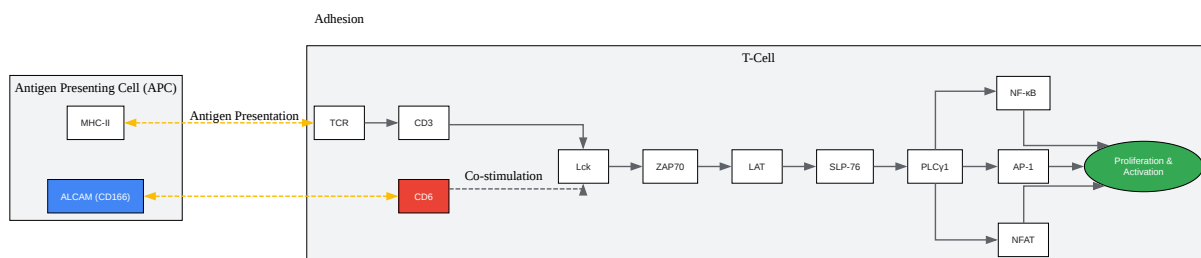 Adhesion
T-Cell
Antigen Presenting Cell (APC)
MHC-II
Antigen Presentation
TCR
CD3
NF-κB
Lck
ZAP70
LAT
SLP-76
PLCγ1
AP-1
Proliferation &
Activation
Co-stimulation
ALCAM (CD166)
CD6
NFAT